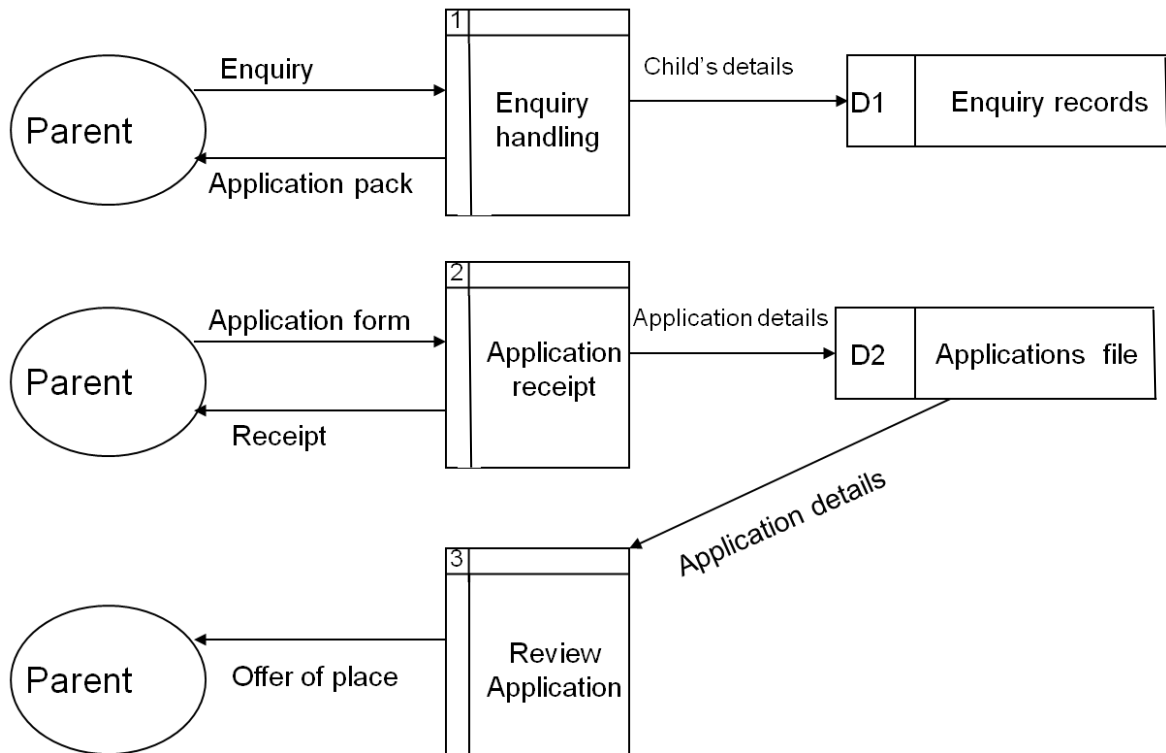 1
Enquiry
Child's details
Parent
Enquiry
handling
D1 Enquiry records
Application pack
2
Application form
Application details
Parent
Application
receipt
D2 Applications file
Receipt
Application details
3
Parent
Offer of place
Review
Application